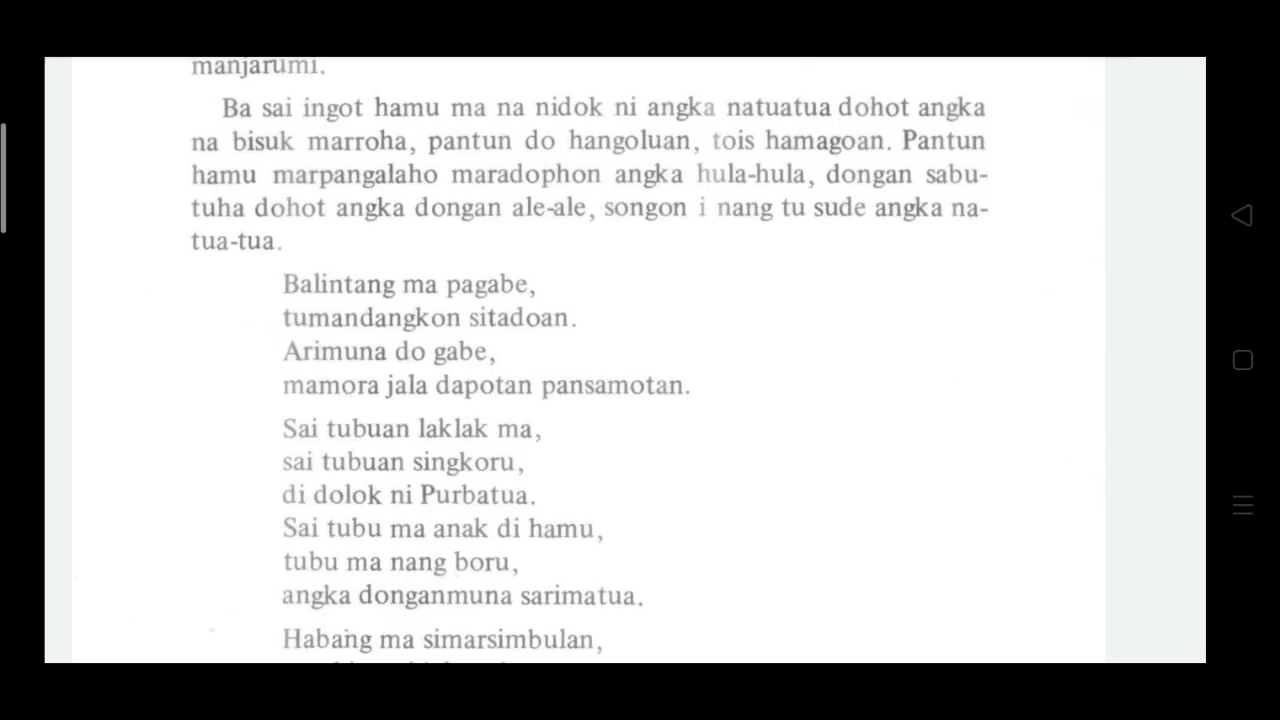 manjarumi.
Ba sai ingot hamu ma na nidok ni angka natuatua dohot angka
na bisuk marroha, pantun do hangoluan, tois hamagoan. Pantun
hamu marpangalaho maradophon angka hula-hula, dongan sabu-
tuha dohot angka dongan ale-ale, songon i nang tu sude angka na-
tua-tua.
Balintang ma pagabe,
tumandangkon sitadoan.
Arimuna do gabe,
mamora jala dapotan pansamotan.
Sai tubuan laklak ma,
sai tubuan singkoru,
di dolok ni Purbatua.
Sai tubu ma anak di hamu,
tubu ma nang boru,
angka donganmuna sarimatua.
Habang ma simarsimbulan,